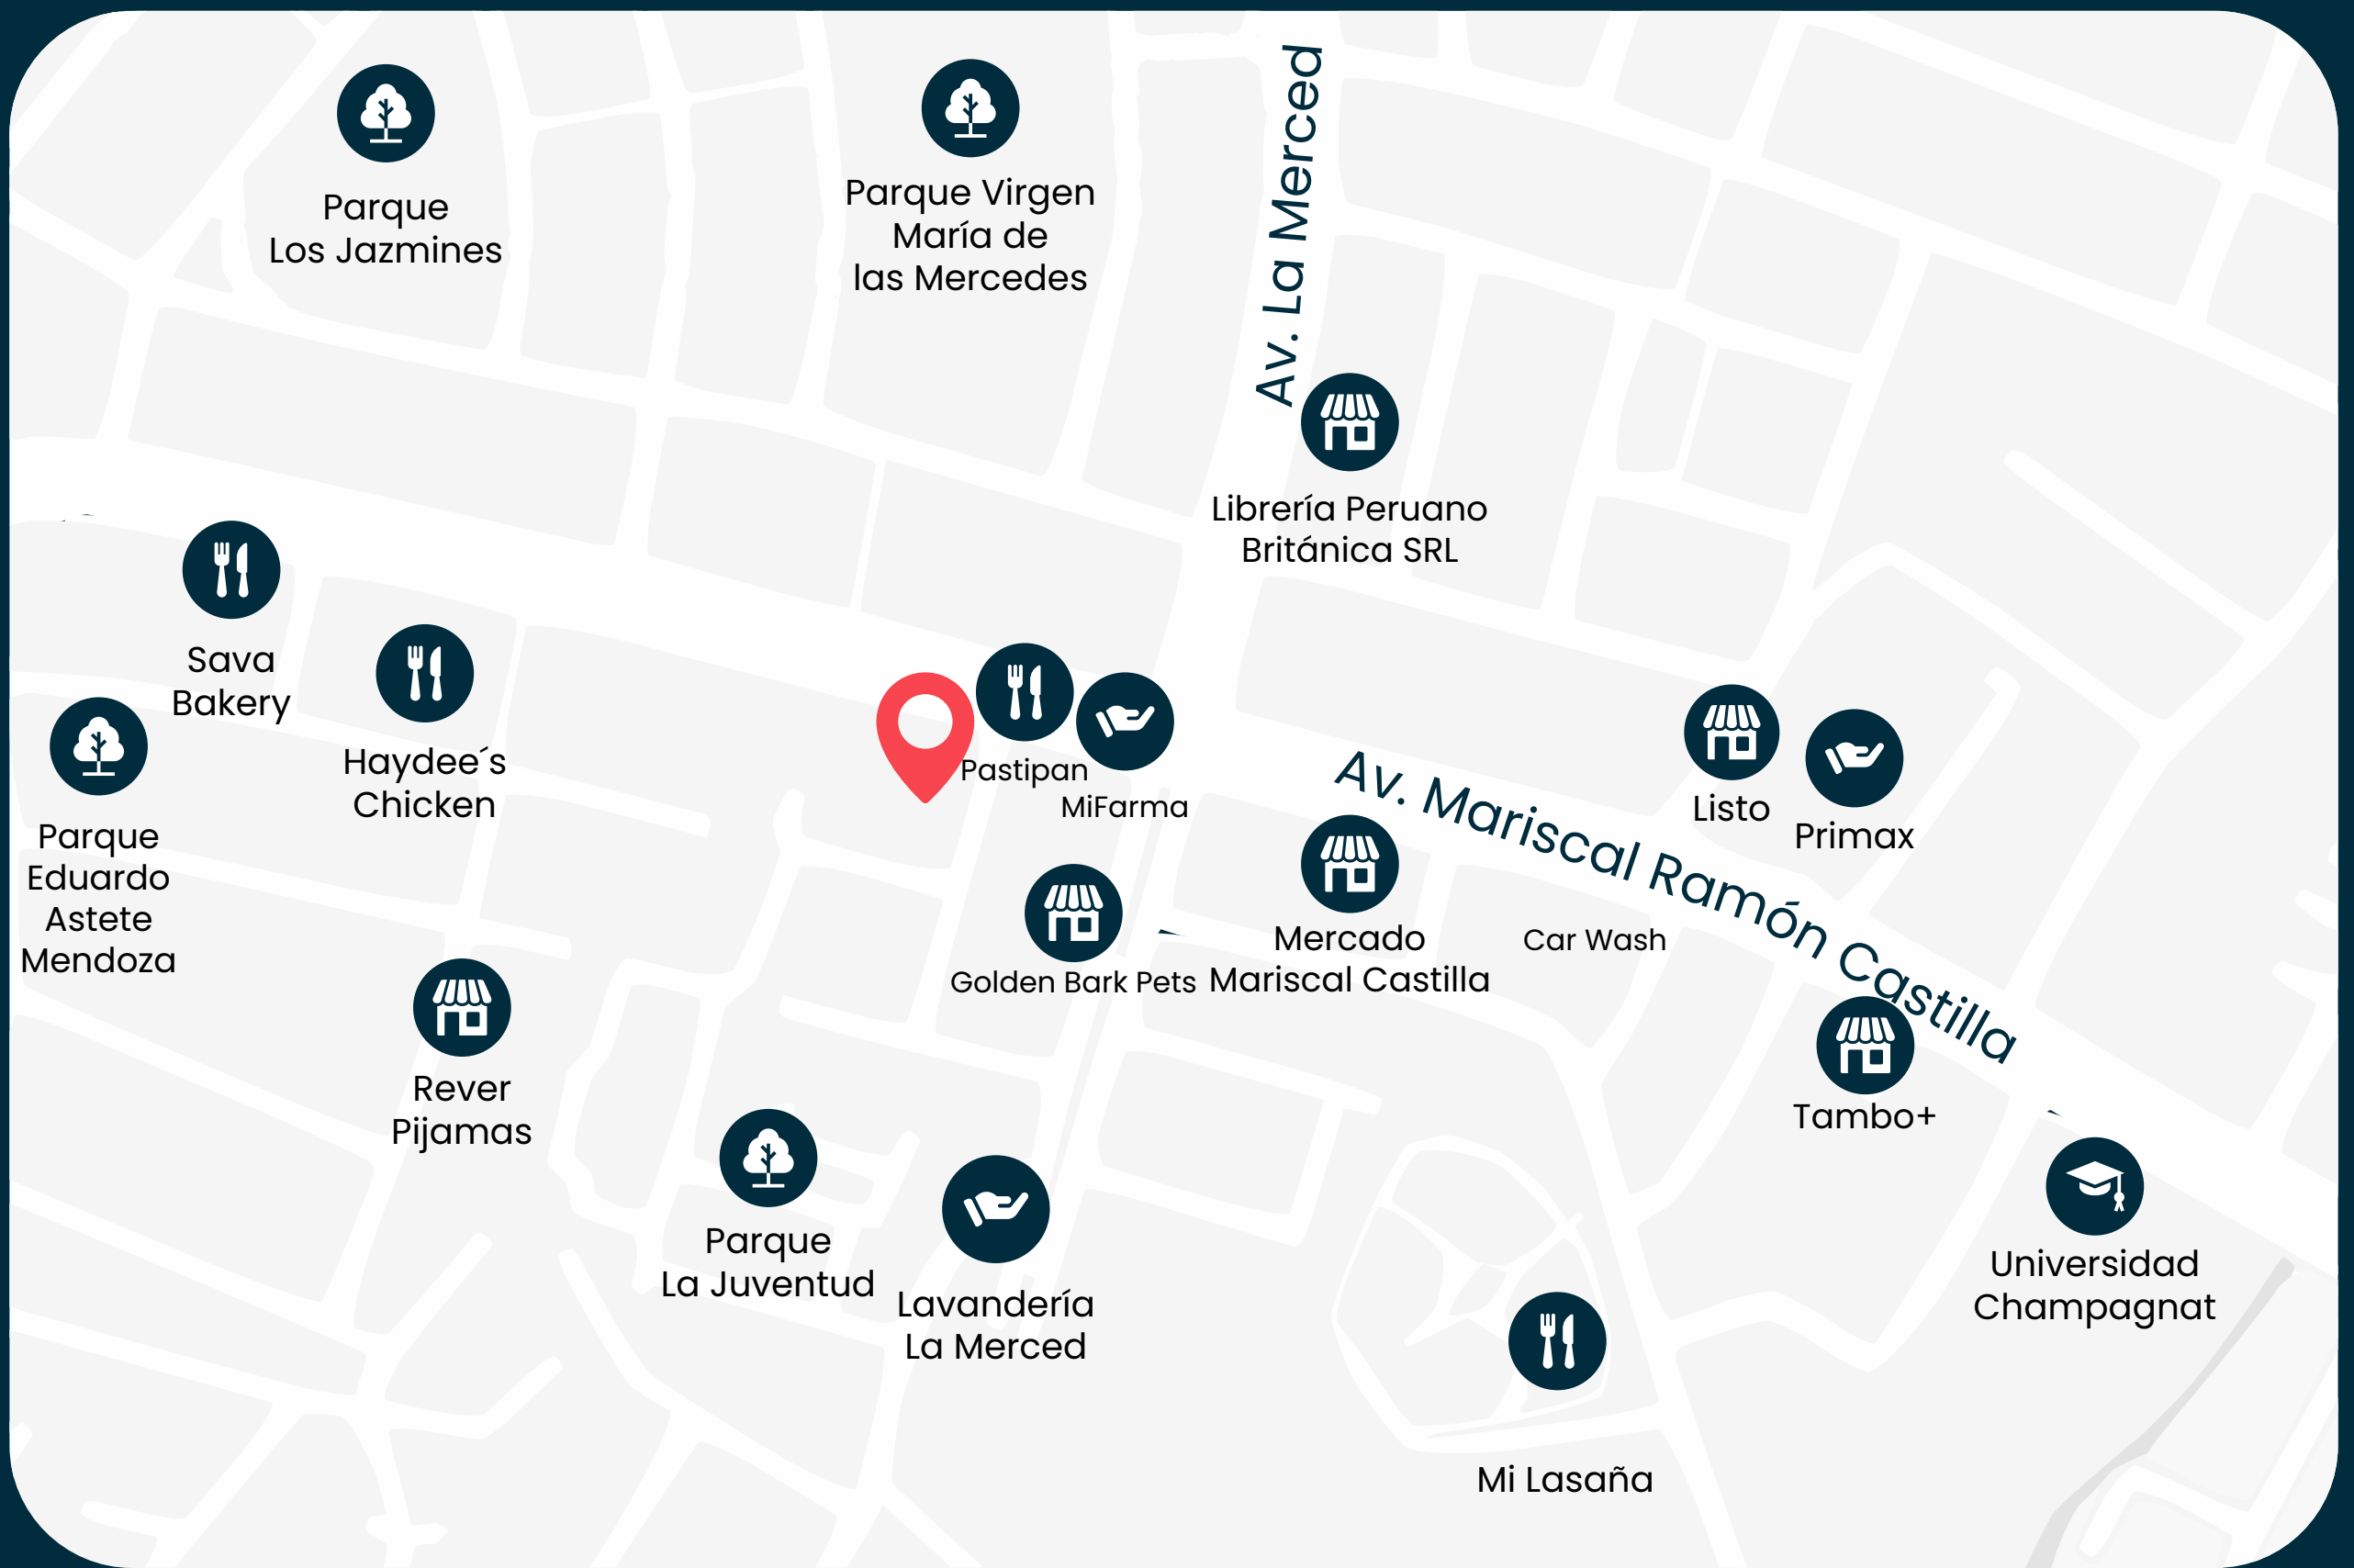 Av. La Merced
Parque
Los Jazmines
Parque Virgen
María de
las Mercedes
Librería Peruano
Británica SRL
Sava
Bakery
Haydee´s
Chicken
Parque
Eduardo
Astete
Mendoza
Pastipan
MiFarma
Av. Mariscal Ramón Castilla
Listo
Primax
Golden Bark Pets
Mercado
Mariscal Castilla
Car Wash
Rever
Pijamas
Tambo+
Parque
La Juventud
Lavandería
La Merced
Universidad
Champagnat
Mi Lasaña